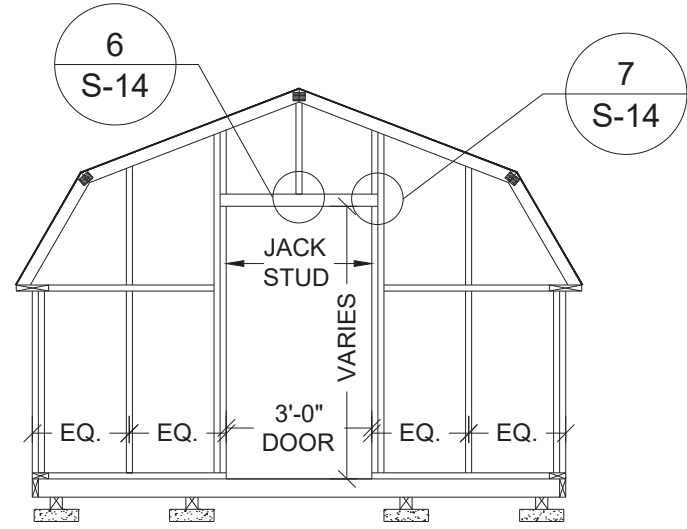 6
S-14
7
S-14
JACK
STUD
VARIES
EQ.
EQ.
3'-0"
DOOR
EQ.
EQ.